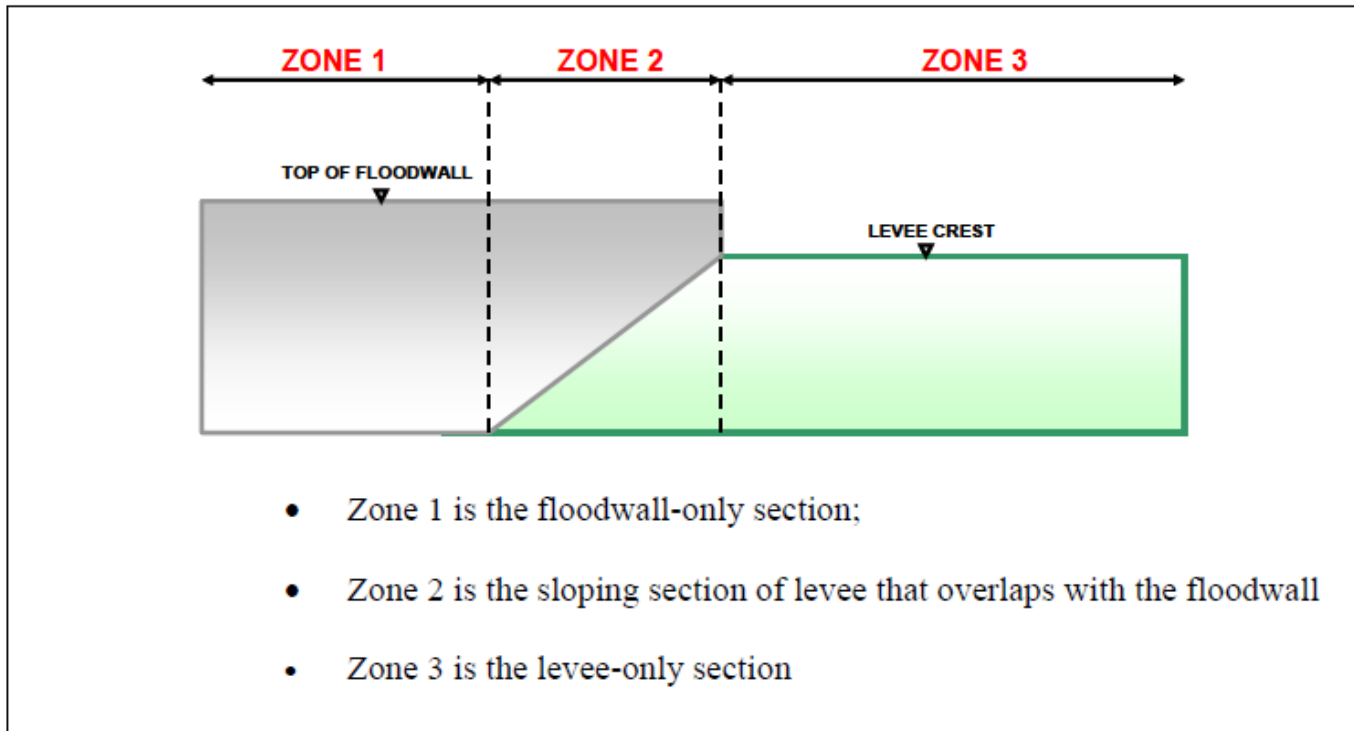 ZONE 1 ZONE 2 ZONE 3
TOP OF FLOODWALL
LEVEE CREST
• Zone 1 is the floodwall-only section;
• Zone 2 is the sloping section of levee that overlaps with the floodwall
• Zone 3 is the levee-only section